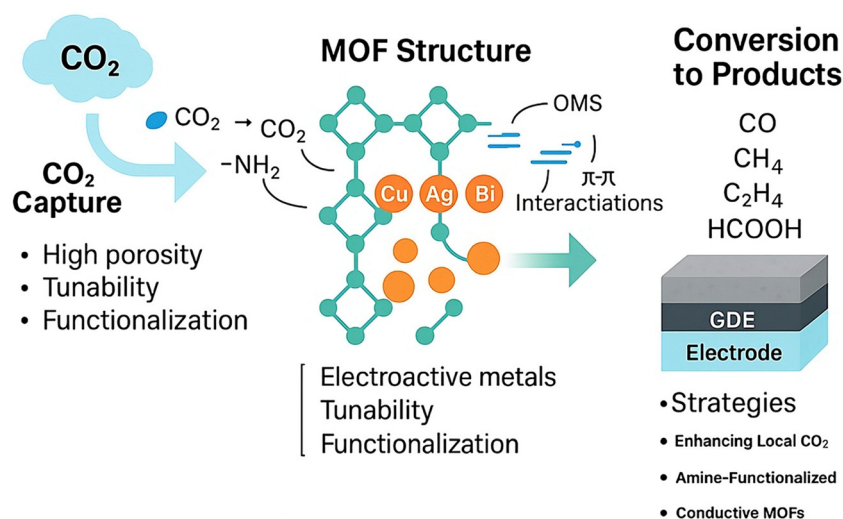 CO₂
CO₂ Capture
• High porosity
• Tunability
• Functionalization
MOF Structure
CO₂ → CO₂
-NH₂
OMS
π-π
Interactiations
Cu Ag Bi
Electroactive metals
Tunability
Functionalization
Conversion
to Products
CO
CH₄
C₂H₄
HCOOH
GDE
Electrode
• Strategies
• Enhancing Local CO₂
• Amine-Functionalized
• Conductive MOFs